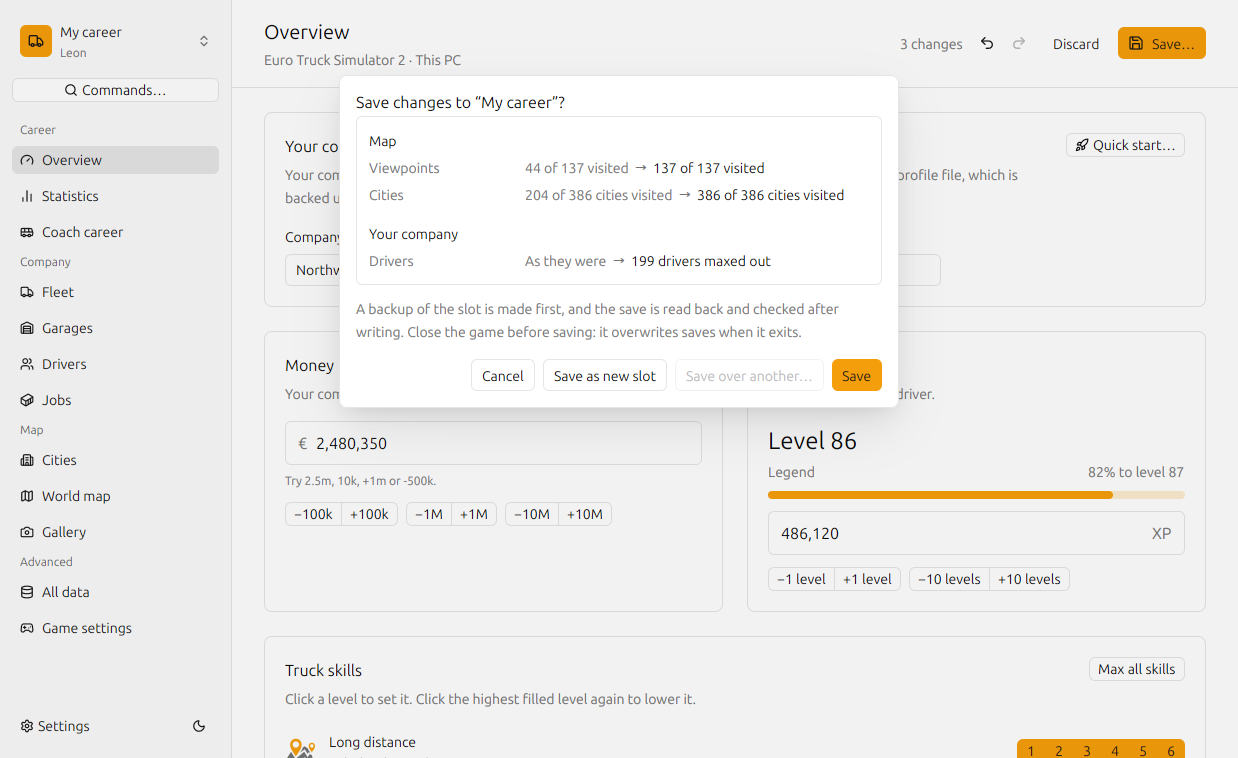 My career
Leon
Commands…
Career
Overview
Statistics
Coach career
Company
Fleet
Garages
Drivers
Jobs
Map
Cities
World map
Gallery
Advanced
All data
Game settings
Settings
Overview
Euro Truck Simulator 2 · This PC
3 changes
Discard
Save…
Your co
Quick start…
Your com
profile file, which is
backed u
Company
Northw
Save changes to “My career”?
Map
Viewpoints 44 of 137 visited → 137 of 137 visited
Cities 204 of 386 cities visited → 386 of 386 cities visited
Your company
Drivers As they were → 199 drivers maxed out
A backup of the slot is made first, and the save is read back and checked after
writing. Close the game before saving: it overwrites saves when it exits.
Cancel
Save as new slot
Save over another…
Save
Money
Your com
€ 2,480,350
Try 2.5m, 10k, +1m or -500k.
−100k +100k −1M +1M −10M +10M
driver.
Level 86
Legend
82% to level 87
486,120 XP
−1 level +1 level −10 levels +10 levels
Truck skills
Max all skills
Click a level to set it. Click the highest filled level again to lower it.
Long distance
1 2 3 4 5 6